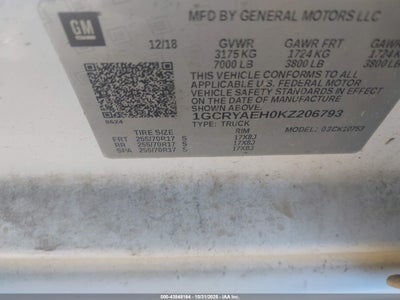 GM
MFD BY GENERAL MOTORS LLC
12/18 GVWR GAWR FRT GAWR
3175 KG 1724 KG 1724
7000 LB 3800 LB 3800 LB
THIS VEHICLE CONFORMS TO ALL
APPLICABLE U.S. FEDERAL MOTOR
VEHICLE SAFETY STANDARDS IN EFFECT ON
THE DATE OF MANUFACTURE SHOWN ABOVE.
1GCRYAEH0KZ206793
TYPE: TRUCK
MODEL:
TIRE SIZE RIM
FRT 255/70R17 S 17X8J
RR 255/70R17 S 17X8J
SPA 255/70R17 S 17X8J
000-43548164 - 10/31/2025 - IAA Inc.